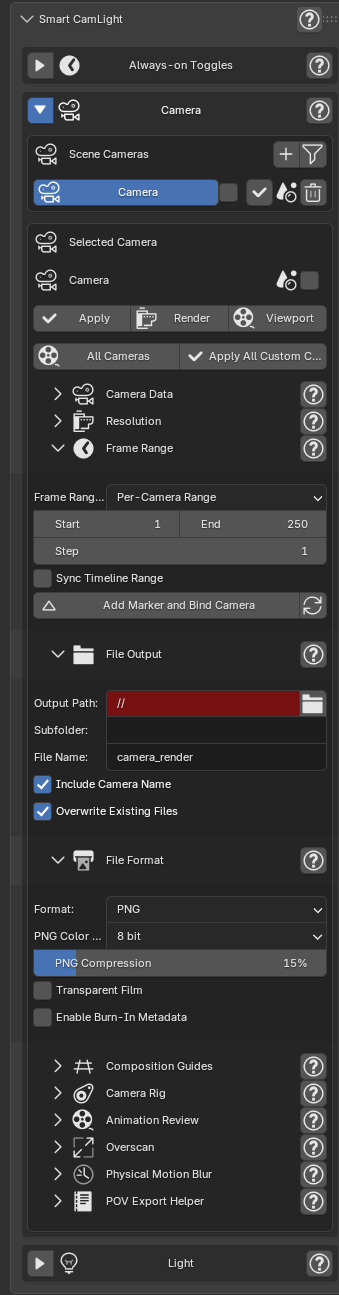 Smart CamLight
Always-on Toggles
Camera
Scene Cameras
Camera
Selected Camera
Camera
Apply Render Viewport
All Cameras Apply All Custom C...
Camera Data
Resolution
Frame Range
Frame Rang... Per-Camera Range
Start 1 End 250
Step 1
Sync Timeline Range
Add Marker and Bind Camera
File Output
Output Path: //
Subfolder:
File Name: camera_render
Include Camera Name
Overwrite Existing Files
File Format
Format: PNG
PNG Color ... 8 bit
PNG Compression 15%
Transparent Film
Enable Burn-In Metadata
Composition Guides
Camera Rig
Animation Review
Overscan
Physical Motion Blur
POV Export Helper
Light